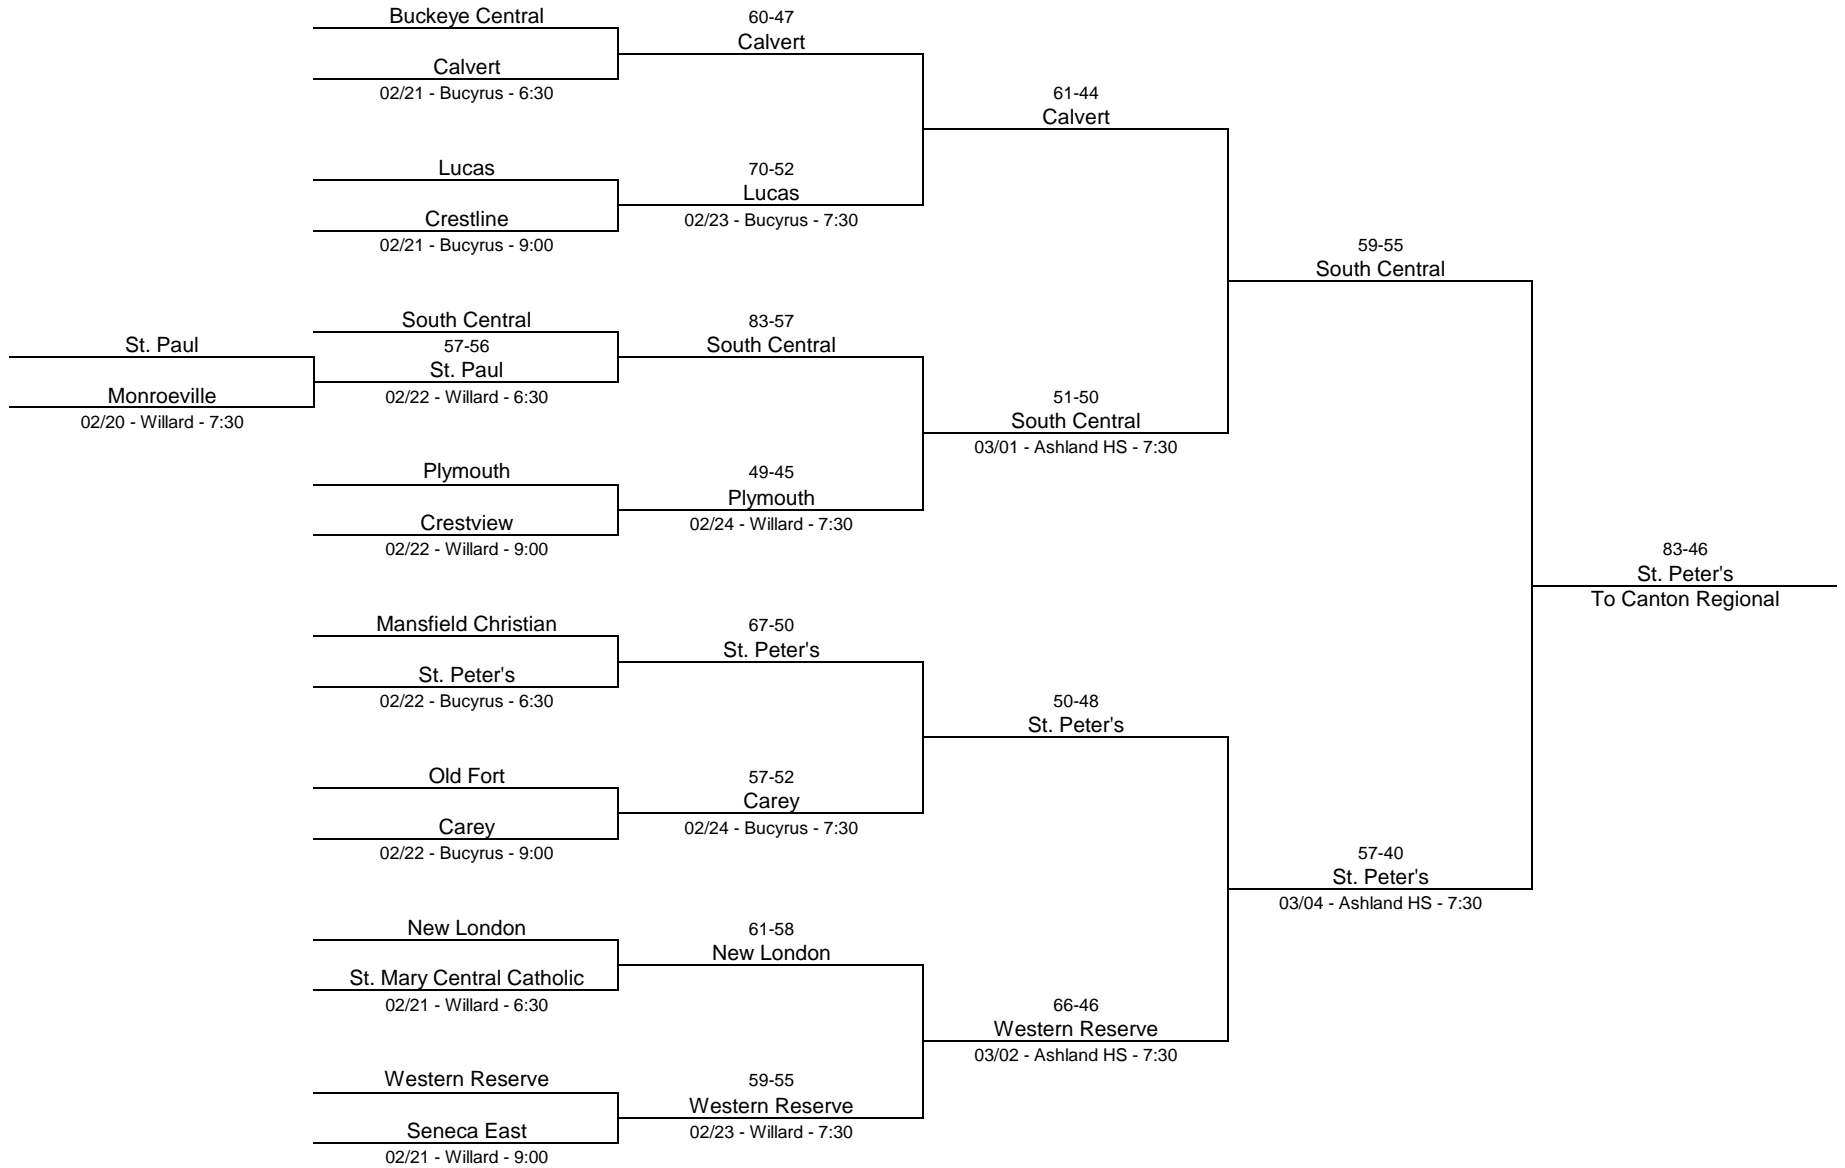 Buckeye Central
Calvert
02/21 - Bucyrus - 6:30
Lucas
Crestline
02/21 - Bucyrus - 9:00
St. Paul
Monroeville
02/20 - Willard - 7:30
South Central
57-56
St. Paul
02/22 - Willard - 6:30
Plymouth
Crestview
02/22 - Willard - 9:00
Mansfield Christian
St. Peter's
02/22 - Bucyrus - 6:30
Old Fort
Carey
02/22 - Bucyrus - 9:00
New London
St. Mary Central Catholic
02/21 - Willard - 6:30
Western Reserve
Seneca East
02/21 - Willard - 9:00
60-47
Calvert
70-52
Lucas
02/23 - Bucyrus - 7:30
83-57
South Central
49-45
Plymouth
02/24 - Willard - 7:30
67-50
St. Peter's
57-52
Carey
02/24 - Bucyrus - 7:30
61-58
New London
59-55
Western Reserve
02/23 - Willard - 7:30
61-44
Calvert
51-50
South Central
03/01 - Ashland HS - 7:30
50-48
St. Peter's
66-46
Western Reserve
03/02 - Ashland HS - 7:30
59-55
South Central
57-40
St. Peter's
03/04 - Ashland HS - 7:30
83-46
St. Peter's
To Canton Regional